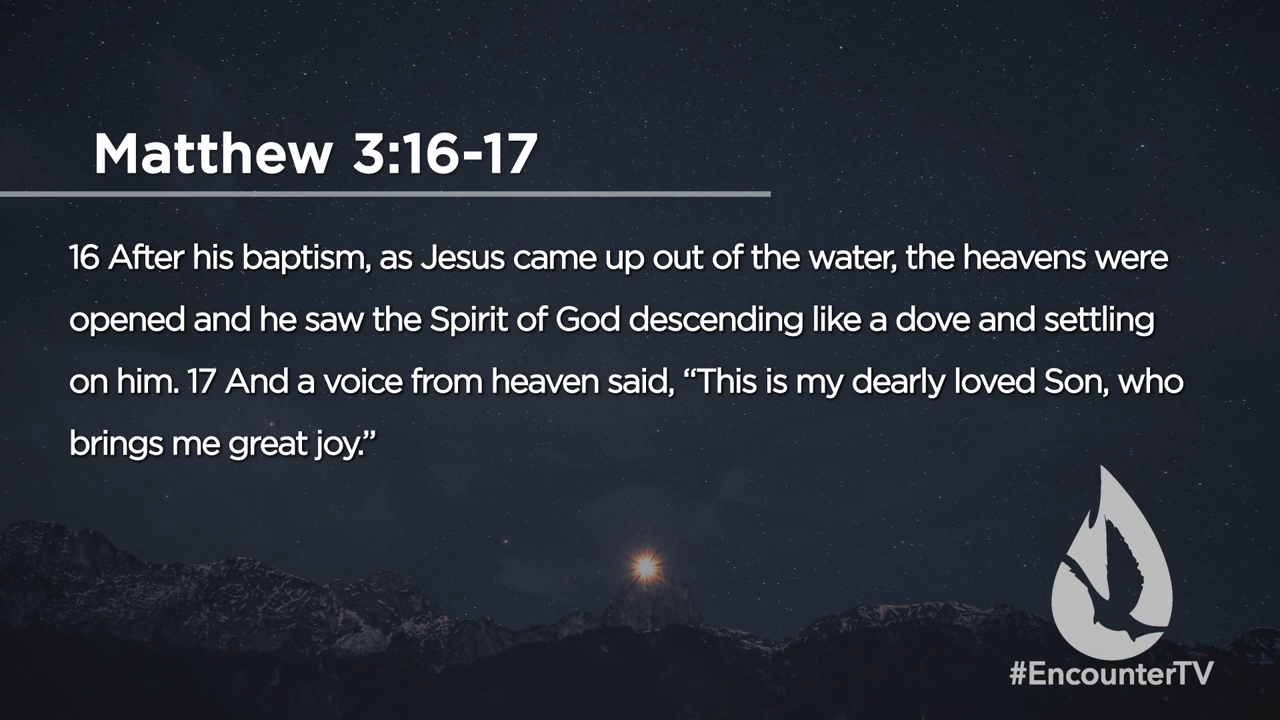 Matthew 3:16-17
16 After his baptism, as Jesus came up out of the water, the heavens were
opened and he saw the Spirit of God descending like a dove and settling
on him. 17 And a voice from heaven said, “This is my dearly loved Son, who
brings me great joy.”
#EncounterTV